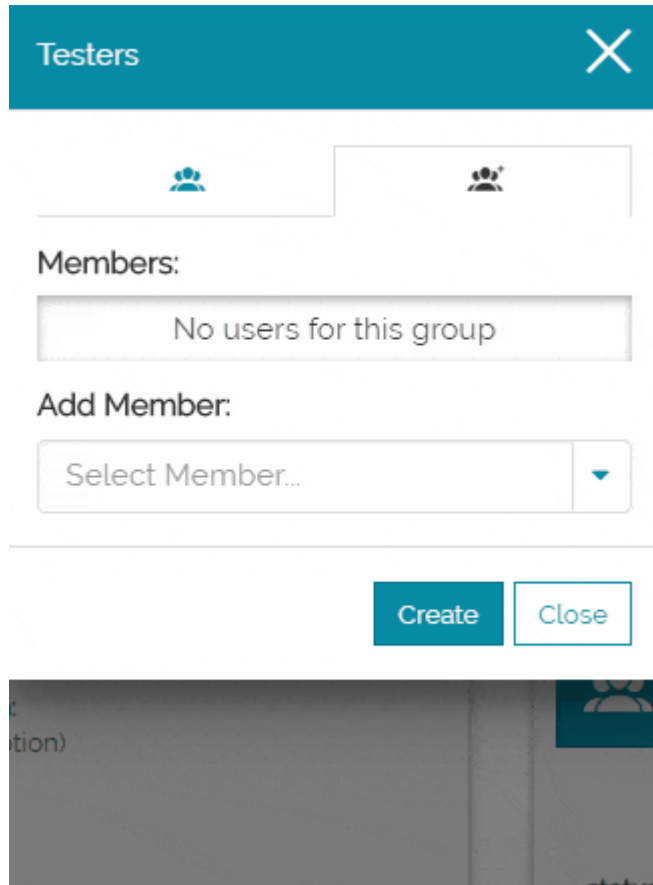 Testers
Members:
No users for this group
Add Member:
Select Member...
Create
Close
tion)